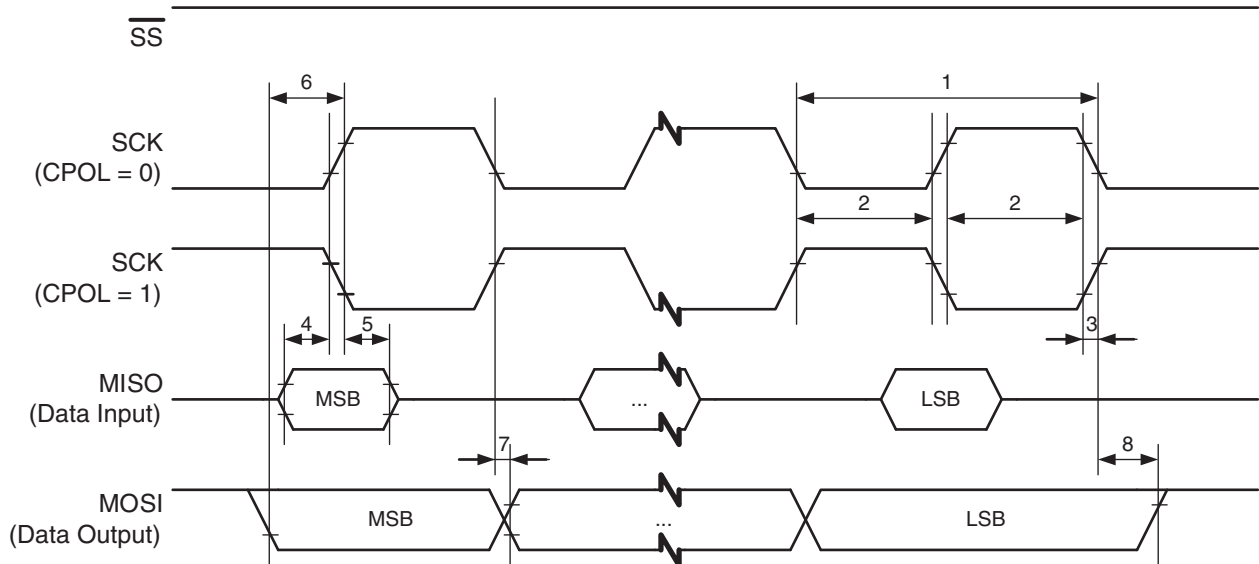 SS
6
1
SCK
(CPOL = 0)
2
2
SCK
(CPOL = 1)
4
5
3
MISO
(Data Input)
MSB
...
LSB
7
8
MOSI
(Data Output)
MSB
...
LSB